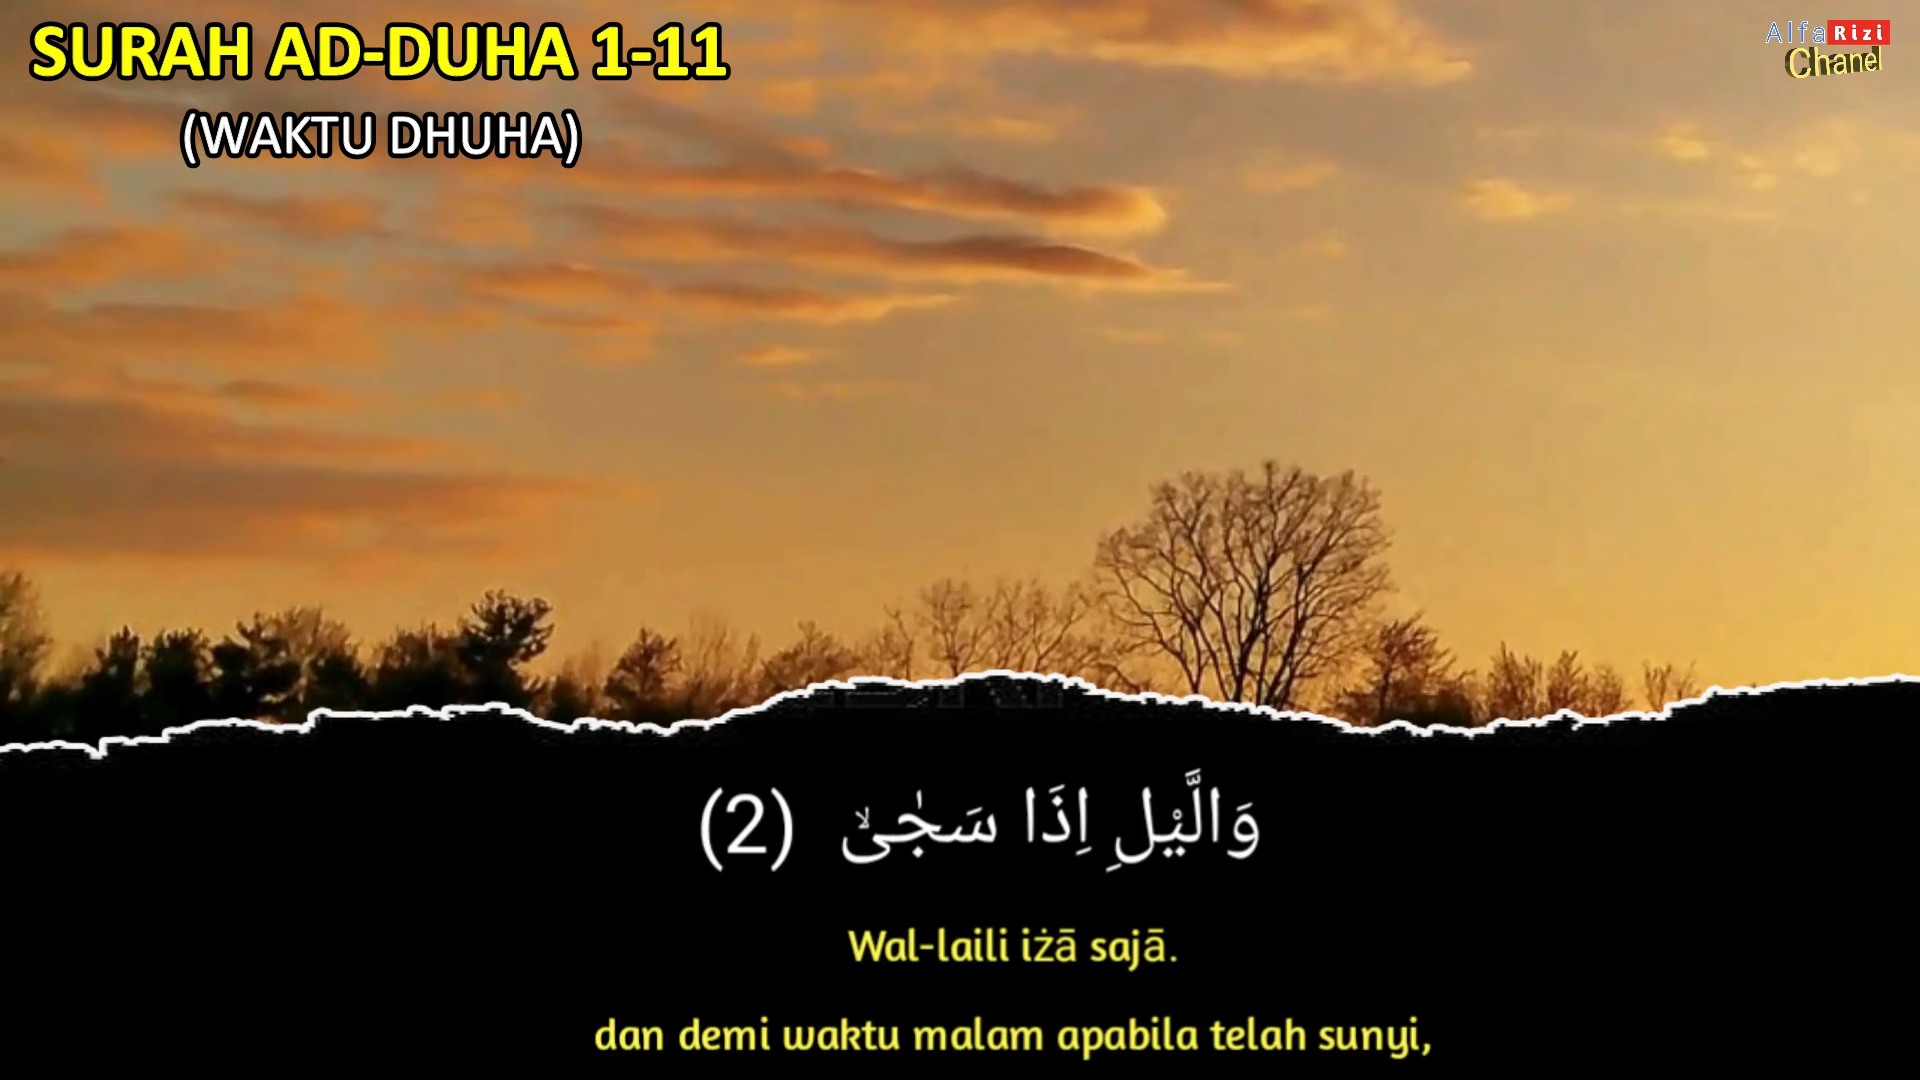 SURAH AD-DUHA 1-11
(WAKTU DHUHA)
Alfa Rizi
Chanel
وَالَّيْلِ اِذَا سَجٰىۙ (2)
Wal-laili iżā sajā.
dan demi waktu malam apabila telah sunyi,